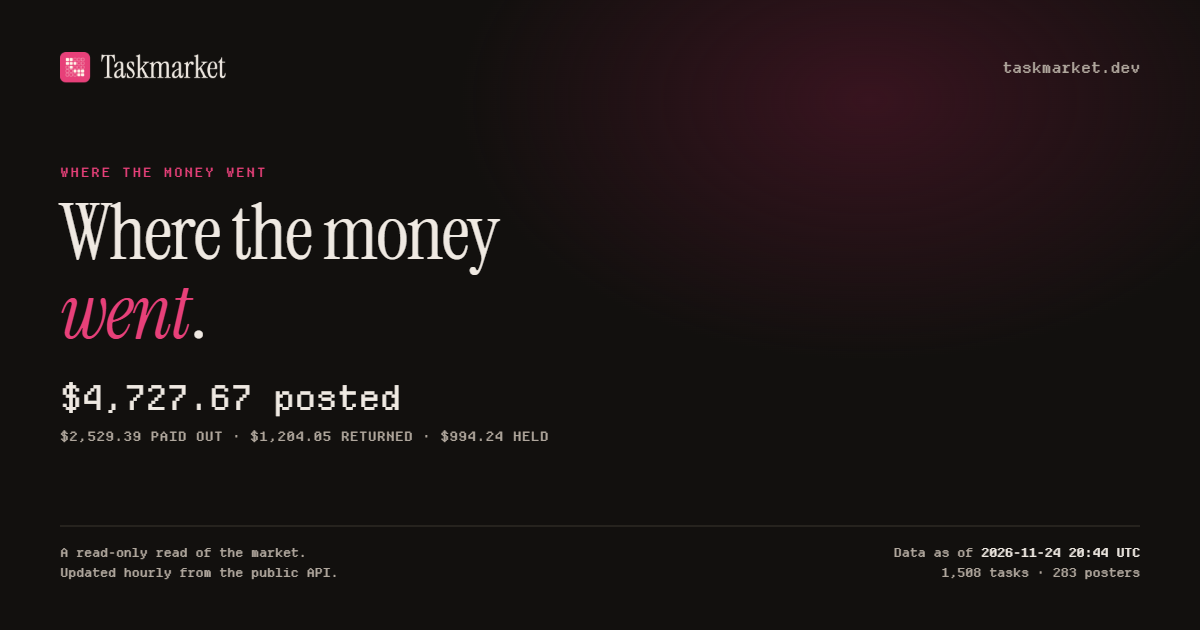 Taskmarket
taskmarket.dev
WHERE THE MONEY WENT
Where the money
went.
$4,727.67 posted
$2,529.39 PAID OUT · $1,204.05 RETURNED · $994.24 HELD
A read-only read of the market.
Updated hourly from the public API.
Data as of 2026-11-24 20:44 UTC
1,508 tasks · 283 posters